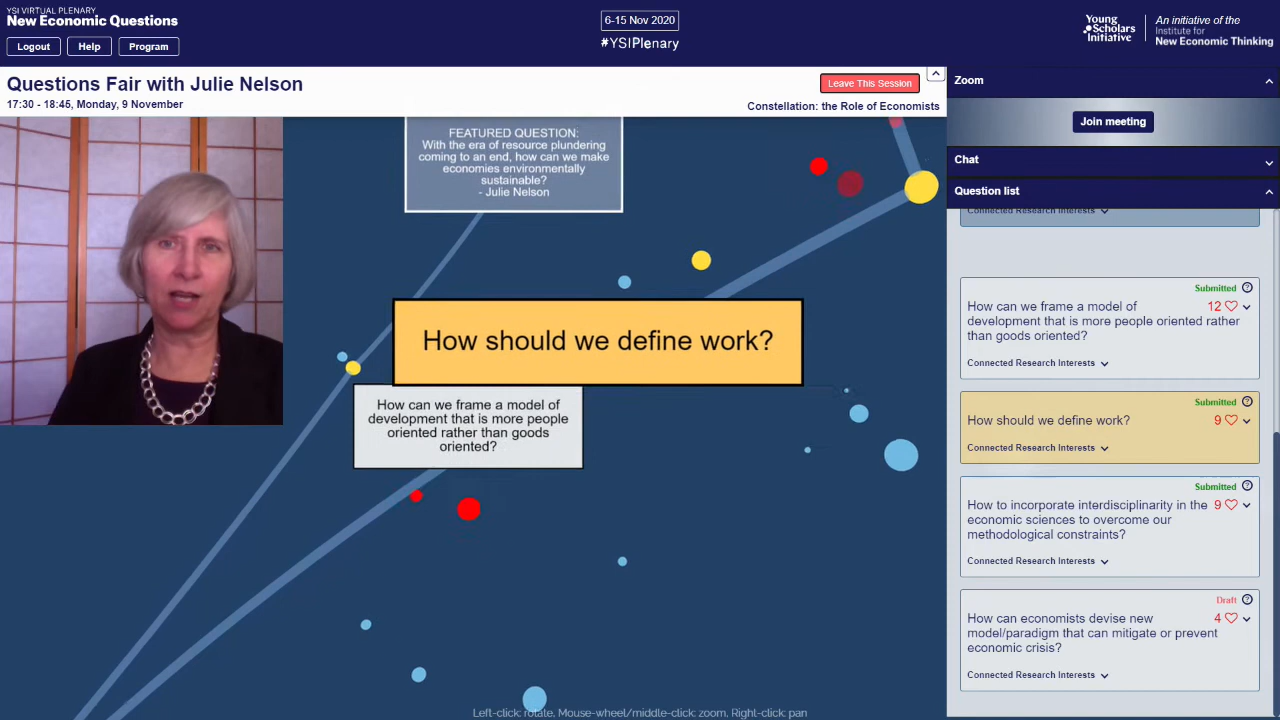 YSI VIRTUAL PLENARY
New Economic Questions
Logout
Help
Program
6-15 Nov 2020
#YSIPlenary
Young
Scholars
Initiative
An initiative of the
Institute for
New Economic Thinking
Questions Fair with Julie Nelson
17:30 - 18:45, Monday, 9 November
Leave This Session
Constellation: the Role of Economists
FEATURED QUESTION:
With the era of resource plundering
coming to an end, how can we make
economies environmentally
sustainable?
- Julie Nelson
How should we define work?
How can we frame a model of
development that is more people
oriented rather than goods
oriented?
Left-click: rotate, Mouse-wheel/middle-click: zoom, Right-click: pan
Zoom
Join meeting
Chat
Question list
Connected Research Interests
Submitted
How can we frame a model of 12
development that is more people oriented rather
than goods oriented?
Connected Research Interests
Submitted
How should we define work? 9
Connected Research Interests
Submitted
How to incorporate interdisciplinarity in the 9
economic sciences to overcome our
methodological constraints?
Connected Research Interests
Draft
How can economists devise new 4
model/paradigm that can mitigate or prevent
economic crisis?
Connected Research Interests